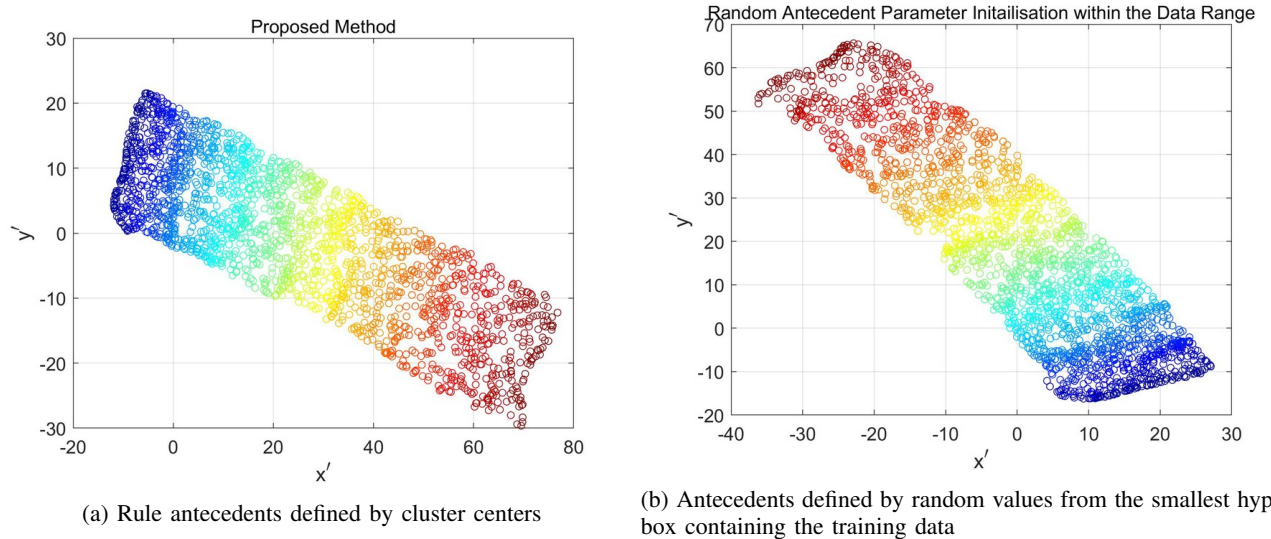 Proposed Method
30
20
10
0
-10
-20
-30
y′
-20 0 20 40 60 80
x′
(a) Rule antecedents defined by cluster centers
Random Antecedent Parameter Initailisation within the Data Range
70
60
50
40
30
20
10
0
-10
-20
y′
-40 -30 -20 -10 0 10 20 30
x′
(b) Antecedents defined by random values from the smallest hyp
box containing the training data